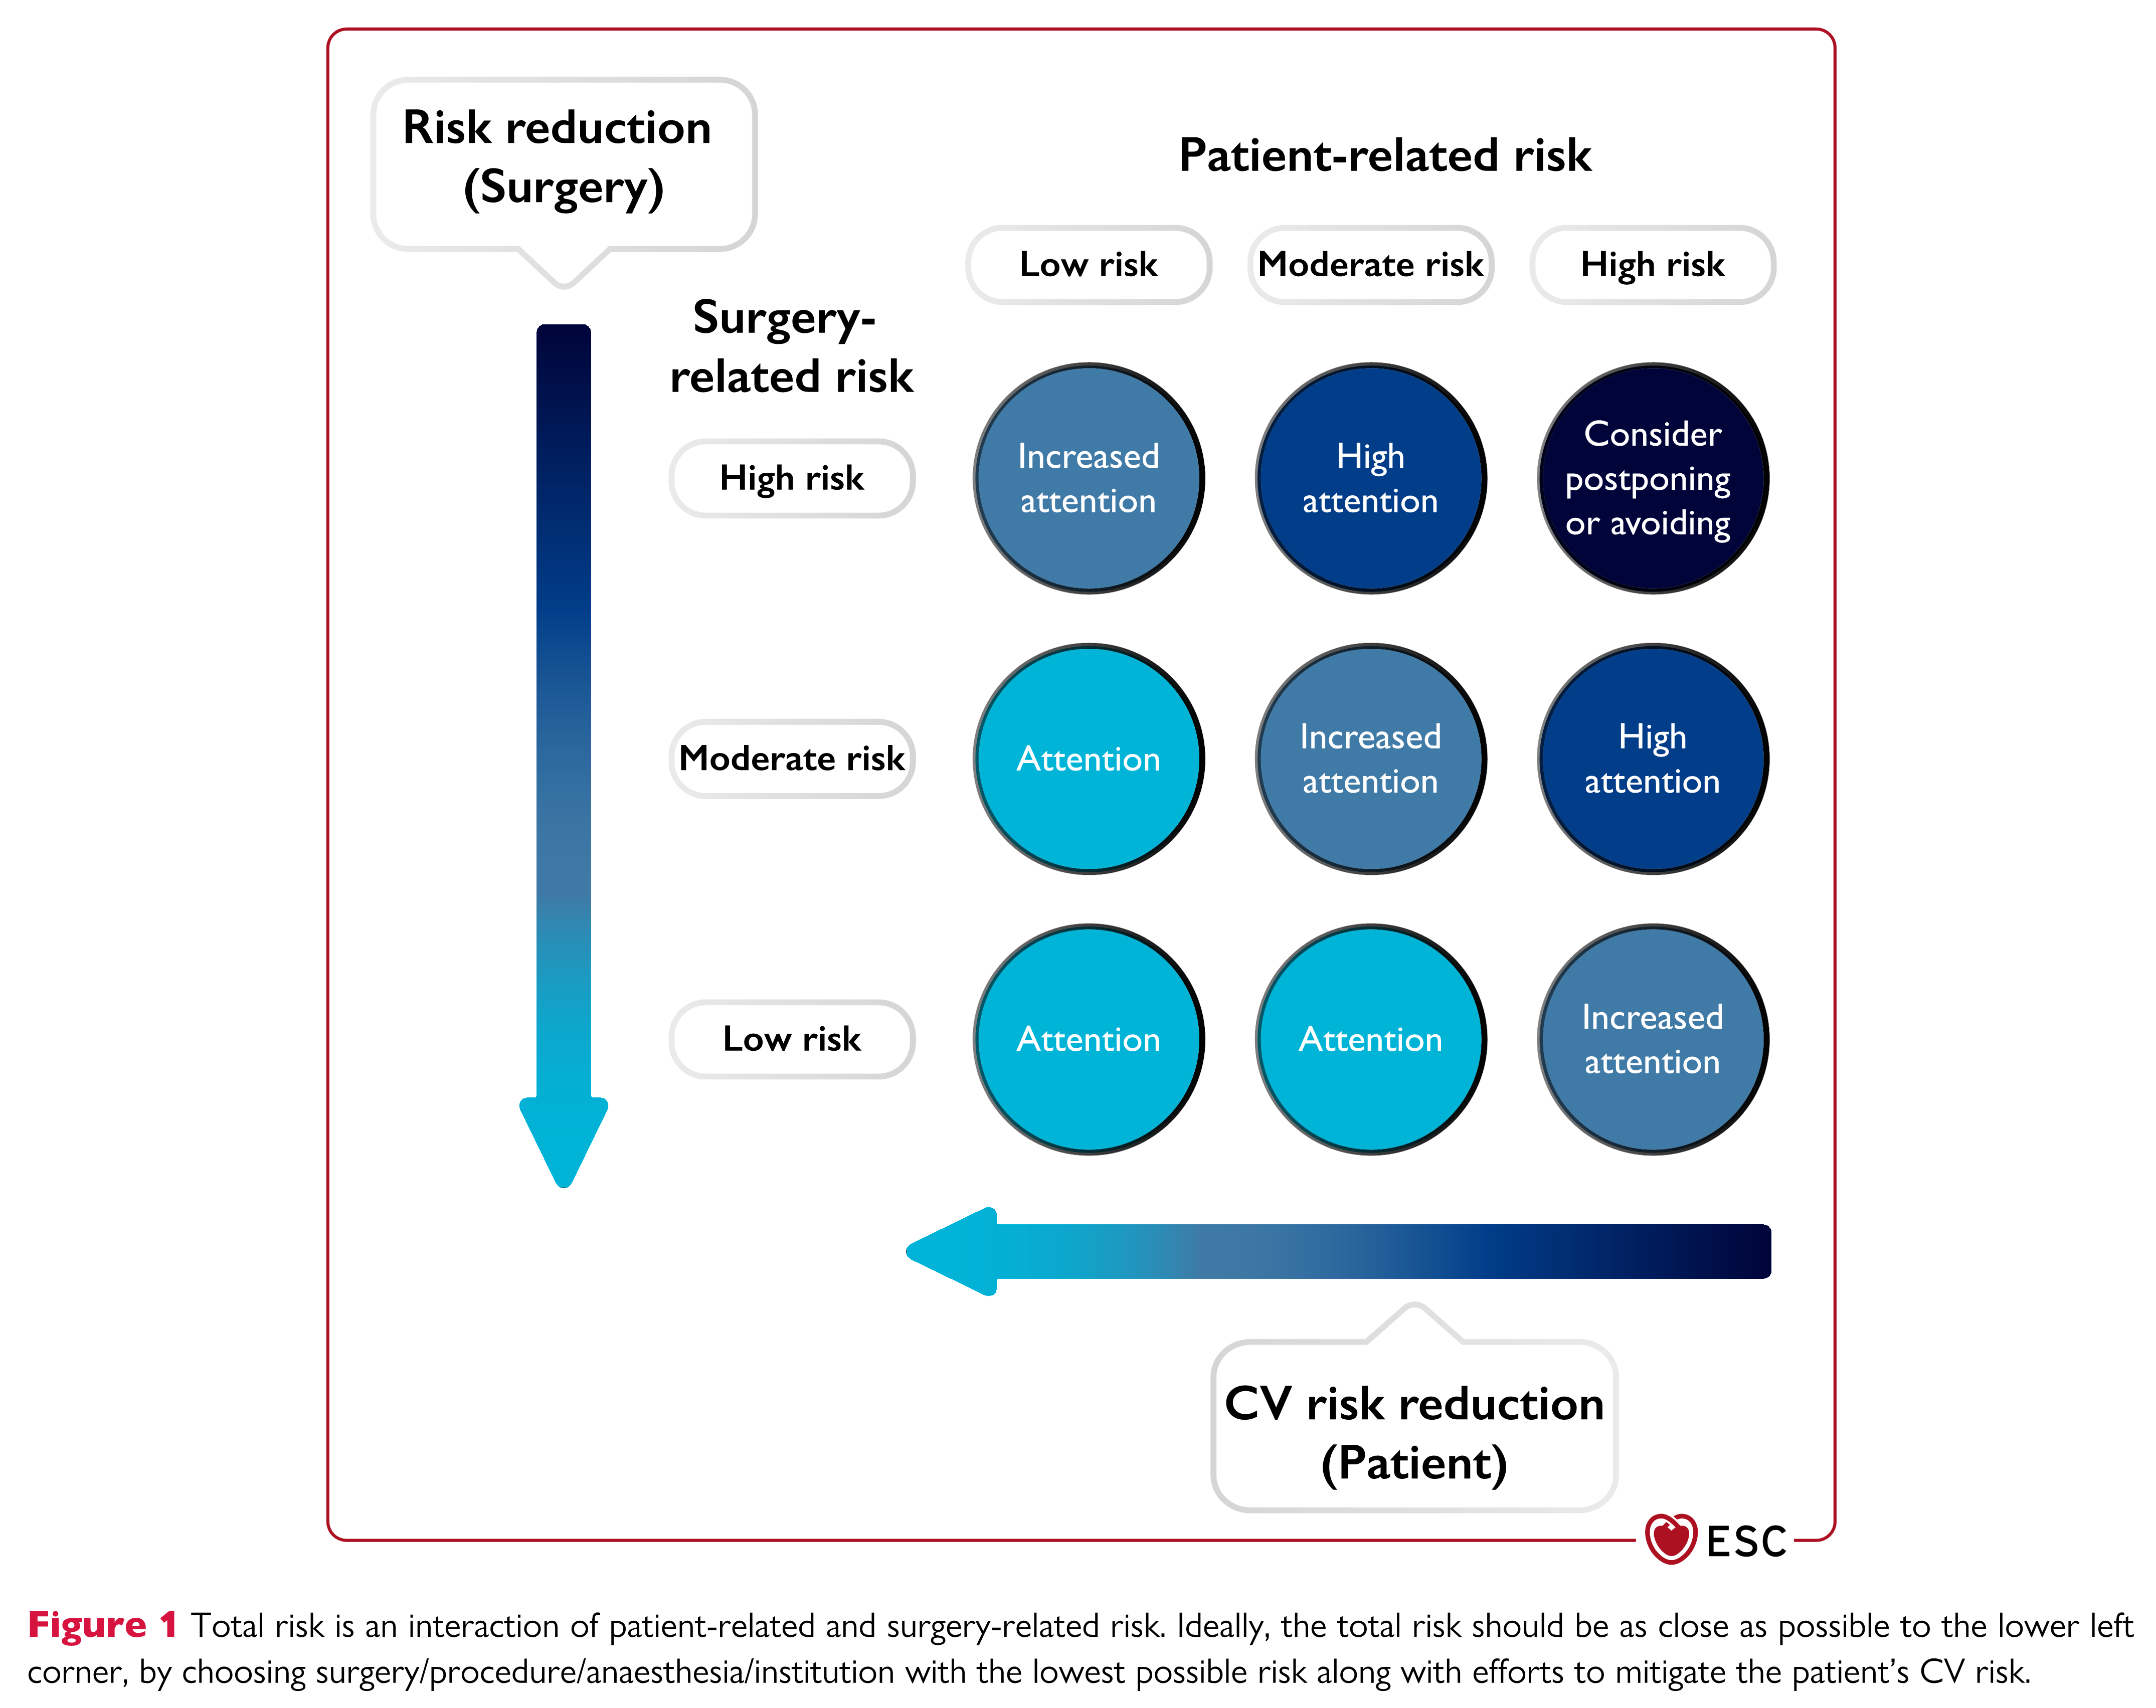 Risk reduction
(Surgery)
Patient-related risk
Low risk
Moderate risk
High risk
Surgery-
related risk
High risk
Increased
attention
High
attention
Consider
postponing
or avoiding
Moderate risk
Attention
Increased
attention
High
attention
Low risk
Attention
Attention
Increased
attention
CV risk reduction
(Patient)
ESC
Figure 1 Total risk is an interaction of patient-related and surgery-related risk. Ideally, the total risk should be as close as possible to the lower left
corner, by choosing surgery/procedure/anaesthesia/institution with the lowest possible risk along with efforts to mitigate the patient’s CV risk.